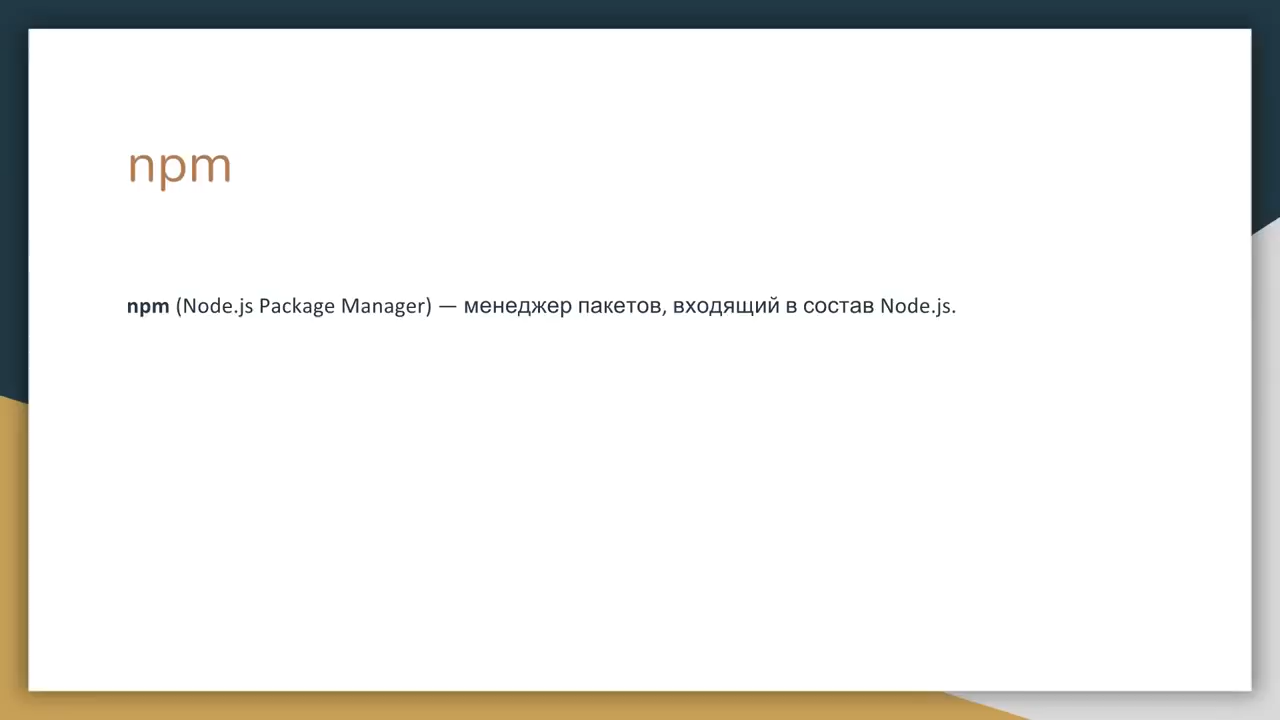 npm
npm (Node.js Package Manager) — менеджер пакетов, входящий в состав Node.js.